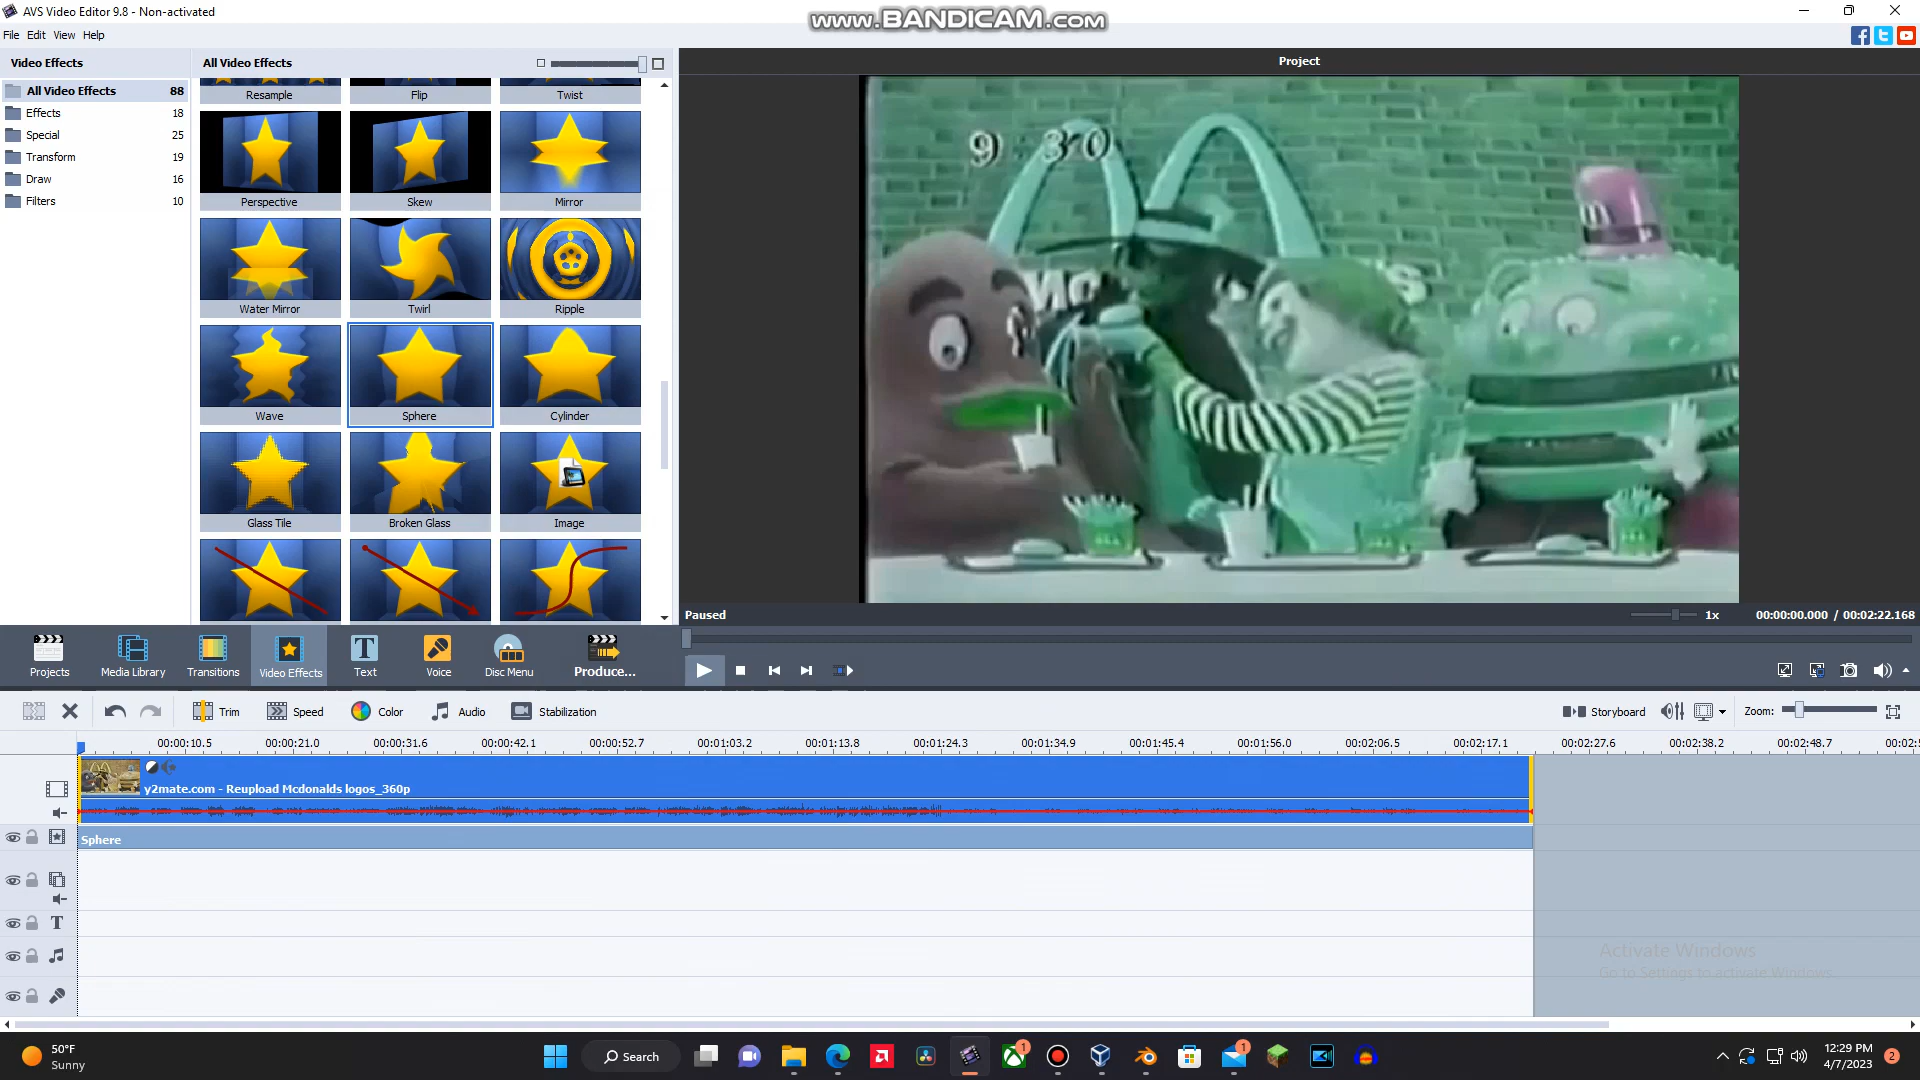 AVS Video Editor 9.8 - Non-activated
www.BANDICAM.com
File Edit View Help
Video Effects
All Video Effects
Project
All Video Effects 88
Effects 18
Special 25
Transform 19
Draw 16
Filters 10
Resample Flip Twist
Perspective Skew Mirror
Water Mirror Twirl Ripple
Wave Sphere Cylinder
Glass Tile Broken Glass Image
9:30
Paused
1x
00:00:00.000 / 00:02:22.168
Projects Media Library Transitions Video Effects Text Voice Disc Menu Produce...
Trim Speed Color Audio Stabilization
Storyboard Zoom:
00:00:10.5 00:00:21.0 00:00:31.6 00:00:42.1 00:00:52.7 00:01:03.2 00:01:13.8 00:01:24.3 00:01:34.9 00:01:45.4 00:01:56.0 00:02:06.5 00:02:17.1 00:02:27.6 00:02:38.2 00:02:48.7 00:02:5
y2mate.com - Reupload Mcdonalds logos_360p
Sphere
T
Activate Windows
Go to Settings to activate Windows.
50°F
Sunny
Search
1
1
12:29 PM
4/7/2023
2